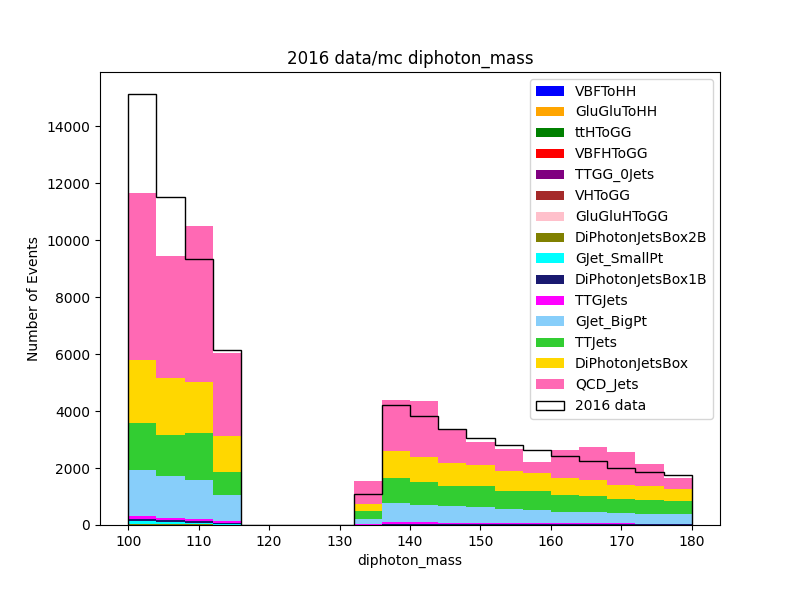 2016 data/mc diphoton_mass
Number of Events
14000
12000
10000
8000
6000
4000
2000
0
100
110
120
130
140
150
160
170
180
diphoton_mass
VBFToHH
GluGluToHH
ttHToGG
VBFHToGG
TTGG_0Jets
VHToGG
GluGluHToGG
DiPhotonJetsBox2B
GJet_SmallPt
DiPhotonJetsBox1B
TTGJets
GJet_BigPt
TTJets
DiPhotonJetsBox
QCD_Jets
2016 data